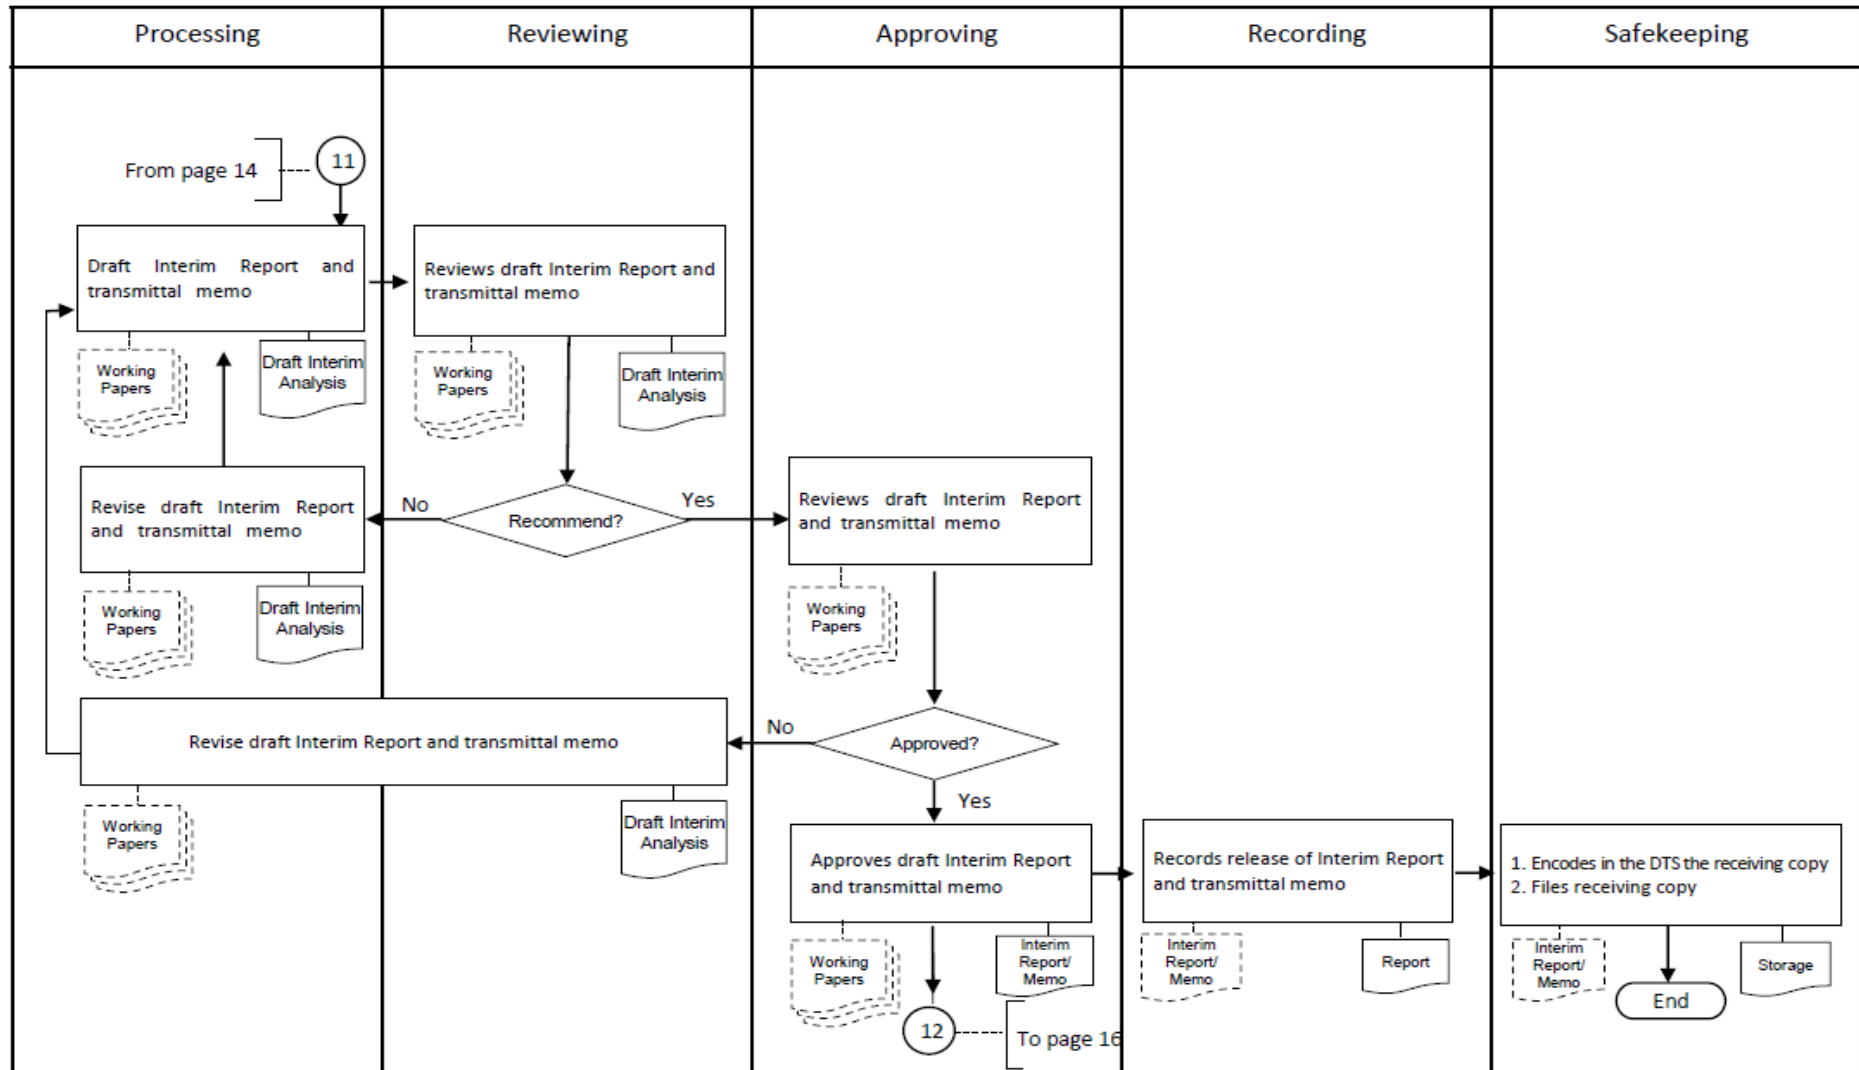 Processing
Reviewing
Approving
Recording
Safekeeping
From page 14
11
Draft Interim Report and
transmittal memo
Working
Papers
Draft Interim
Analysis
Reviews draft Interim Report and
transmittal memo
Working
Papers
Draft Interim
Analysis
Revise draft Interim Report
and transmittal memo
Working
Papers
Draft Interim
Analysis
No
Recommend?
Yes
Reviews draft Interim Report
and transmittal memo
Working
Papers
Revise draft Interim Report and transmittal memo
Working
Papers
Draft Interim
Analysis
No
Approved?
Yes
Approves draft Interim Report
and transmittal memo
Working
Papers
Interim
Report/
Memo
12
To page 16
Records release of Interim Report
and transmittal memo
Interim
Report/
Memo
Report
1. Encodes in the DTS the receiving copy
2. Files receiving copy
Interim
Report/
Memo
Storage
End